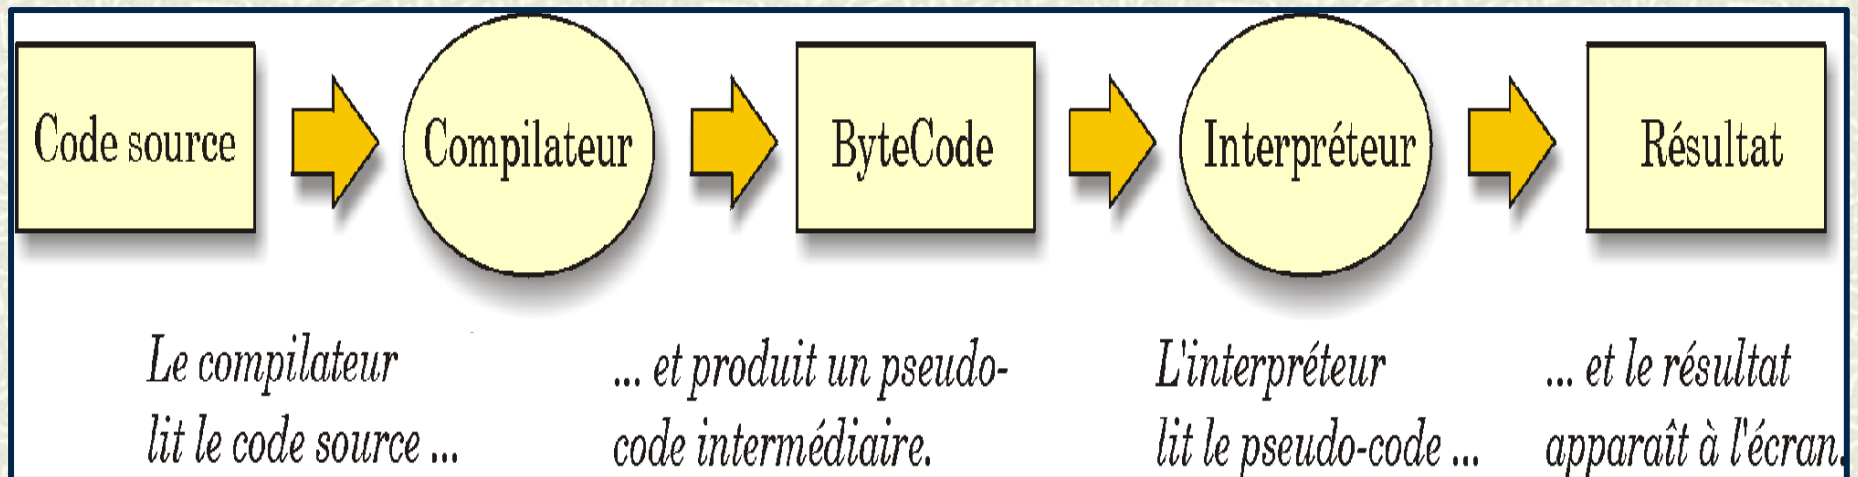 Code source
Compilateur
ByteCode
Interpréteur
Résultat
Le compilateur
lit le code source ...
... et produit un pseudo-
code intermédiaire.
L'interpréteur
lit le pseudo-code ...
... et le résultat
apparaît à l'écran.